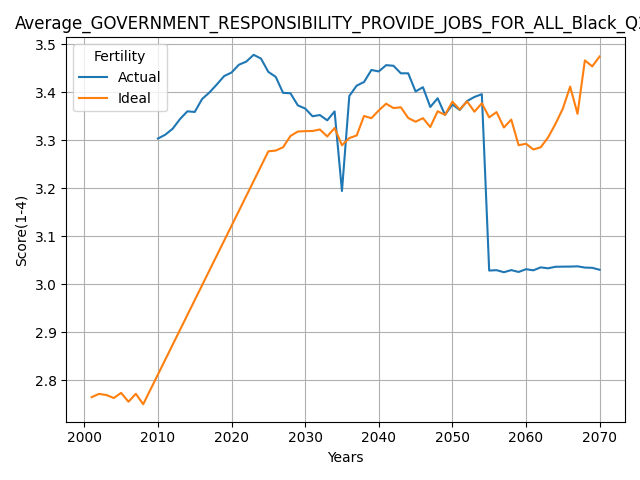 Average_GOVERNMENT_RESPONSIBILITY_PROVIDE_JOBS_FOR_ALL_Black_Q
Fertility
Actual
Ideal
Score(1-4)
3.5
3.4
3.3
3.2
3.1
3.0
2.9
2.8
2000 2010 2020 2030 2040 2050 2060 2070
Years